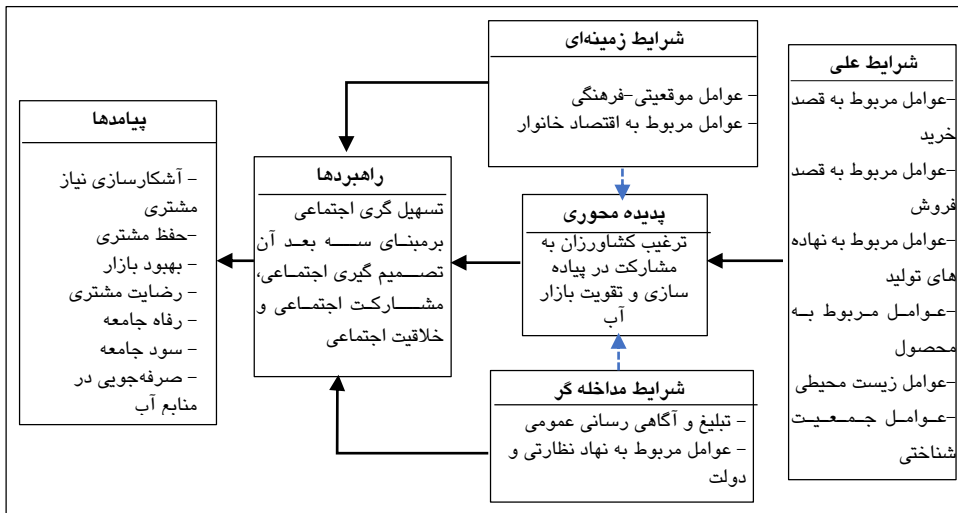 شرایط علی
-عوامل مربوط به قصد
خرید
-عوامل مربوط به قصد
فروش
-عوامل مربوط به نهاده
های تولید
-عوامل مربوط به
محصول
-عوامل زیست محیطی
-عوامل جمعیت
شناختی
شرایط زمینه‌ای
- عوامل موقعیتی-فرهنگی
- عوامل مربوط به اقتصاد خانوار
پدیده محوری
ترغیب کشاورزان به
مشارکت در پیاده
سازی و تقویت بازار
آب
شرایط مداخله گر
- تبلیغ و آگاهی رسانی عمومی
- عوامل مربوط به نهاد نظارتی و
دولت
راهبردها
تسهیل گری اجتماعی
برمبنای سه بعد آن
تصمیم گیری اجتماعی،
مشارکت اجتماعی و
خلاقیت اجتماعی
پیامدها
- آشکارسازی نیاز
مشتری
-حفظ مشتری
- بهبود بازار
- رضایت مشتری
- رفاه جامعه
- سود جامعه
- صرفه‌جویی در
منابع آب